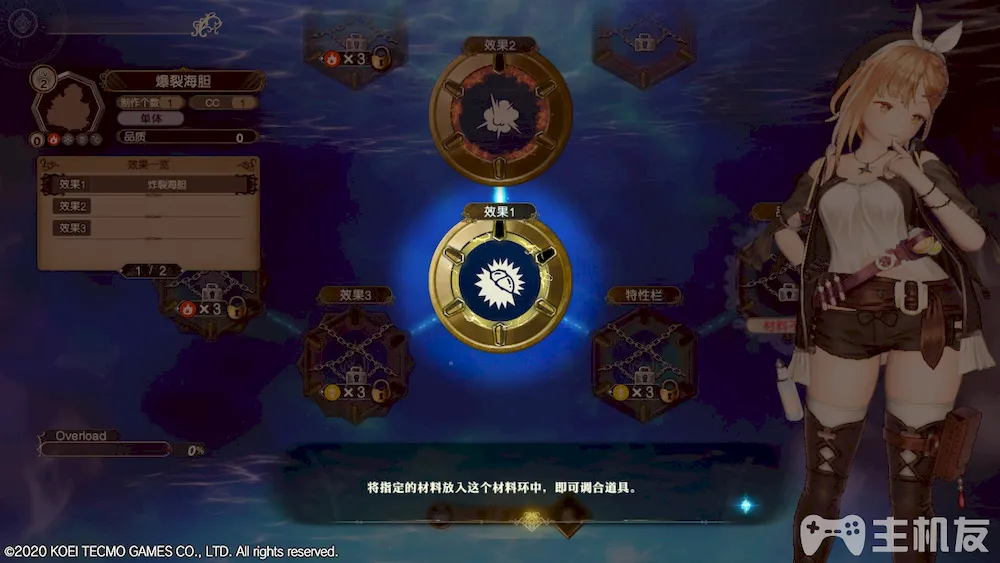 效果2
×3
2
爆裂海胆
制作个数 1
CC 1
单体
品质 0
0
效果一览
效果1 炸裂海胆
效果2
效果3
1 / 2
效果1
×3
效果3
特性栏
×3
×3
Overload
0%
将指定的材料放入这个材料环中，即可调合道具。
©2020 KOEI TECMO GAMES CO., LTD. All rights reserved.
主机友